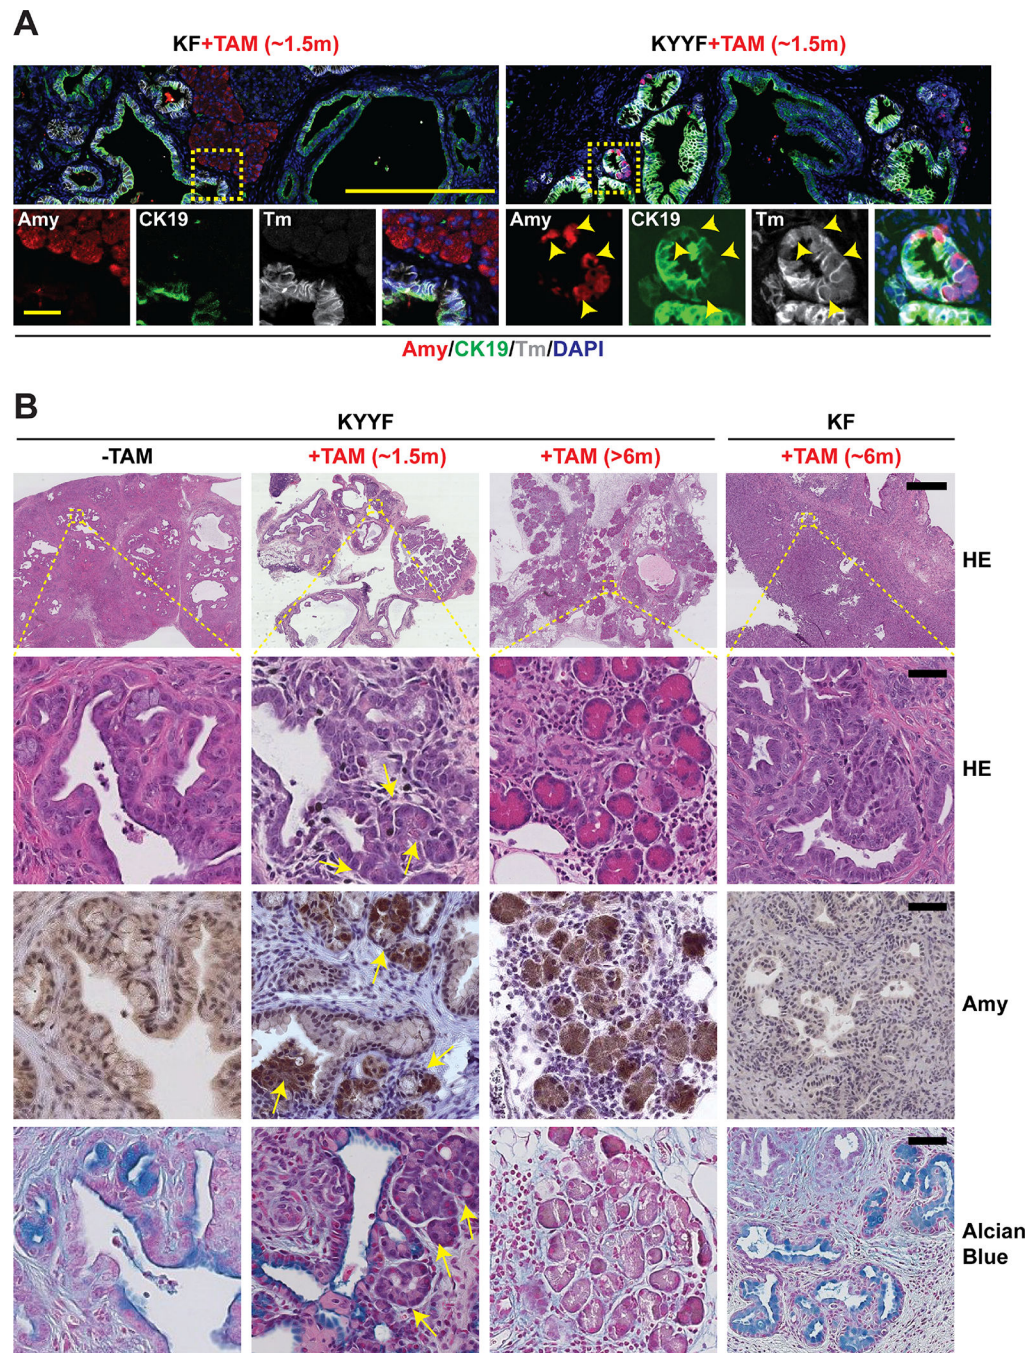 A
KF+TAM (~1.5m)
KYYF+TAM (~1.5m)
Amy
CK19
Tm
Amy
CK19
Tm
Amy/CK19/Tm/DAPI
B
KYYF
KF
-TAM
+TAM (~1.5m)
+TAM (>6m)
+TAM (~6m)
HE
HE
Amy
Alcian
Blue